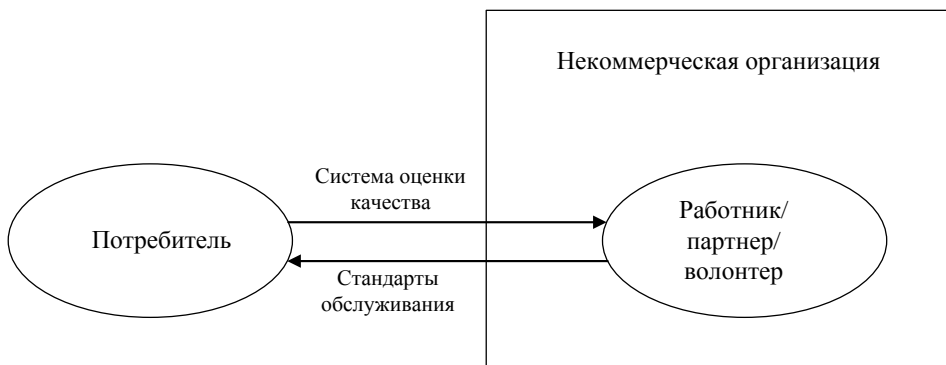 Некоммерческая организация
Система оценки
качества
Потребитель
Работник/
партнер/
волонтер
Стандарты
обслуживания